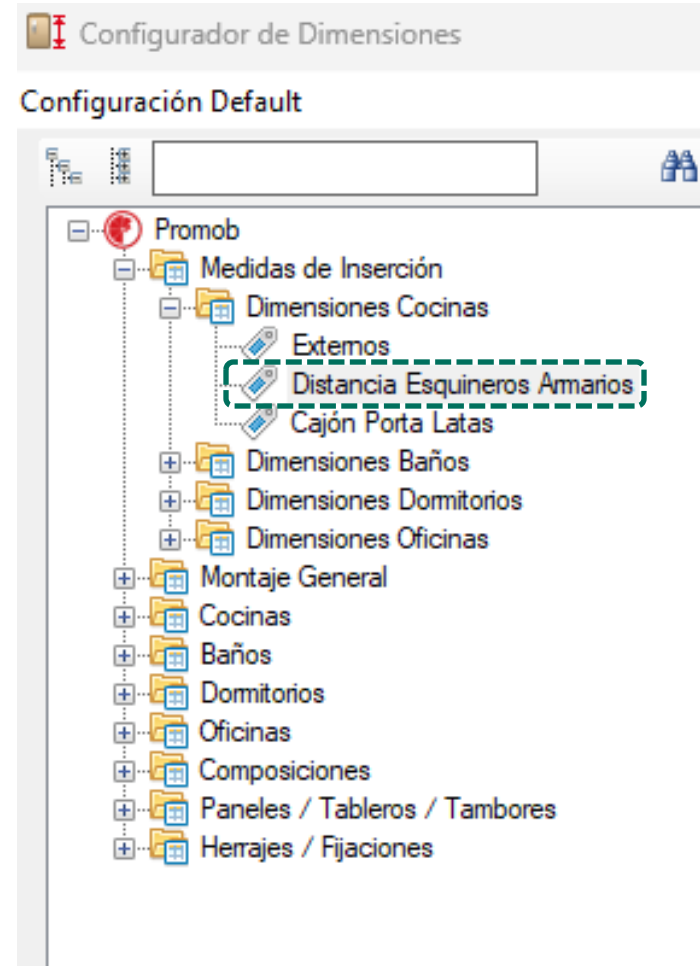 Configurador de Dimensiones
Configuración Default
Promob
Medidas de Inserción
Dimensiones Cocinas
Externos
Distancia Esquineros Armarios
Cajón Porta Latas
Dimensiones Baños
Dimensiones Dormitorios
Dimensiones Oficinas
Montaje General
Cocinas
Baños
Dormitorios
Oficinas
Composiciones
Paneles / Tableros / Tambores
Herrajes / Fijaciones